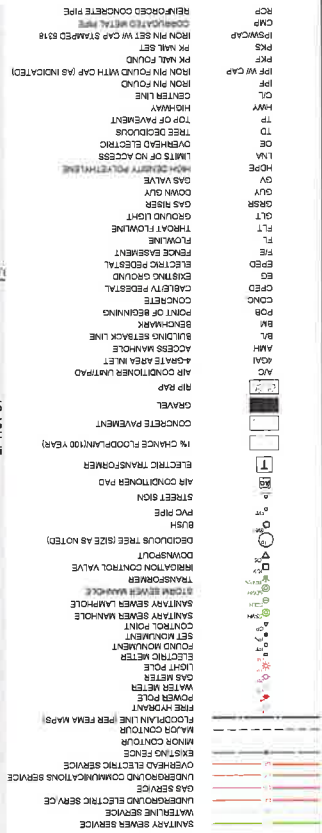 SANITARY SEWER SERVICE
WATERLINE SERVICE
UNDERGROUND ELECTRIC SERVICE
GAS SERVICE
UNDERGROUND COMMUNICATIONS SERVICE
OVERHEAD ELECTRIC SERVICE
EXISTING FENCE
MINOR CONTOUR
MAJOR CONTOUR
FLOODPLAIN LINE (PER FEMA MAPS)
FIRE HYDRANT
POWER POLE
WATER METER
GAS METER
LIGHT POLE
ELECTRIC METER
FOUND MONUMENT
SET MONUMENT
CONTROL POINT
SANITARY SEWER MANHOLE
SANITARY SEWER LAMPHOLE
STORM SEWER MANHOLE
TRANSFORMER
IRRIGATION CONTROL VALVE
DOWNSPOUT
DECIDUOUS TREE (SIZE AS NOTED)
BUSH
PVC PIPE
STREET SIGN
AIR CONDITIONER PAD
T ELECTRIC TRANSFORMER
1% CHANCE FLOODPLAIN(100 YEAR)
CONCRETE PAVEMENT
GRAVEL
RIP RAP
A/C AIR CONDITIONER UNIT/PAD
4GAI 4-GRATE AREA INLET
AMH ACCESS MANHOLE
B/L BUILDING SETBACK LINE
BM BENCHMARK
POB POINT OF BEGINNING
CONC. CONCRETE
CPED CABLE/TV PEDESTAL
EG EXISTING GROUND
EPED ELECTRIC PEDESTAL
F/E FENCE EASEMENT
FL FLOWLINE
FLT THROAT FLOWLINE
GLT GROUND LIGHT
GRSR GAS RISER
GUY DOWN GUY
GV GAS VALVE
HDPE HIGH DENSITY POLYETHYLENE
LNA LIMITS OF NO ACCESS
OE OVERHEAD ELECTRIC
TD TREE DECIDUOUS
TP TOP OF PAVEMENT
HWY HIGHWAY
C/L CENTER LINE
IPF IRON PIN FOUND
IPF W/ CAP IRON PIN FOUND WITH CAP (AS INDICATED)
PKF PK NAIL FOUND
PKS PK NAIL SET
IPSW/CAP IRON PIN SET W/ CAP STAMPED 6318
CMP CORRUGATED METAL PIPE
RCP REINFORCED CONCRETE PIPE